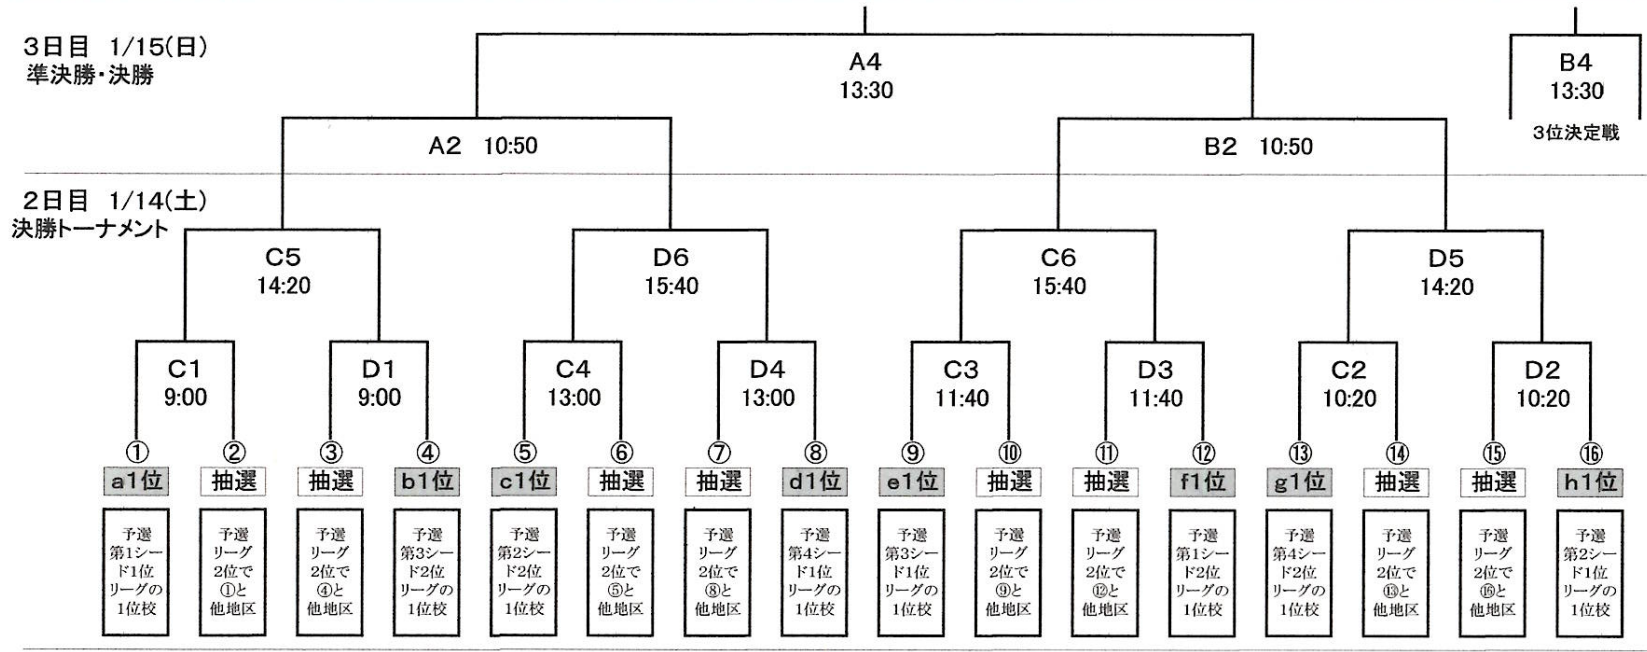 3日目 1/15(日)
準決勝・決勝
A4
13:30
B4
13:30
3位決定戦
A2 10:50
B2 10:50
2日目 1/14(土)
決勝トーナメント
C5
14:20
D6
15:40
C6
15:40
D5
14:20
C1
9:00
D1
9:00
C4
13:00
D4
13:00
C3
11:40
D3
11:40
C2
10:20
D2
10:20
① ② ③ ④ ⑤ ⑥ ⑦ ⑧ ⑨ ⑩ ⑪ ⑫ ⑬ ⑭ ⑮ ⑯
a1位 抽選 抽選 b1位 c1位 抽選 抽選 d1位 e1位 抽選 抽選 f1位 g1位 抽選 抽選 h1位
予選
第1シー
ド1位
リーグの
1位校
予選
リーグ
2位で
①と
他地区
予選
リーグ
2位で
④と
他地区
予選
第3シー
ド2位
リーグの
1位校
予選
第2シー
ド2位
リーグの
1位校
予選
リーグ
2位で
⑤と
他地区
予選
リーグ
2位で
⑧と
他地区
予選
第4シー
ド1位
リーグの
1位校
予選
第3シー
ド1位
リーグの
1位校
予選
リーグ
2位で
⑨と
他地区
予選
リーグ
2位で
⑫と
他地区
予選
第1シー
ド2位
リーグの
1位校
予選
第4シー
ド2位
リーグの
1位校
予選
リーグ
2位で
⑬と
他地区
予選
リーグ
2位で
⑯と
他地区
予選
第2シー
ド1位
リーグの
1位校